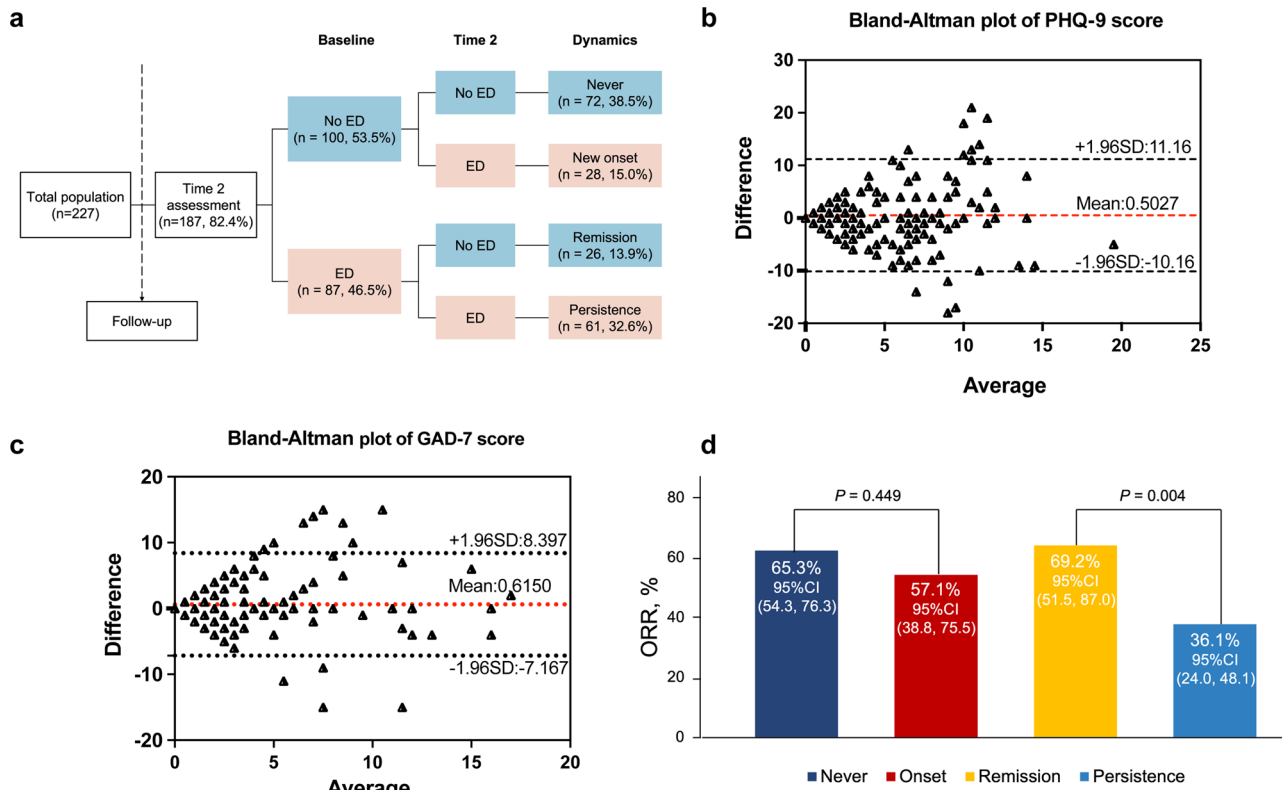 a
Baseline
Time 2
Dynamics
Total population
(n=227)
Time 2
assessment
(n=187, 82.4%)
Follow-up
No ED
(n = 100, 53.5%)
ED
(n = 87, 46.5%)
No ED
ED
No ED
ED
Never
(n = 72, 38.5%)
New onset
(n = 28, 15.0%)
Remission
(n = 26, 13.9%)
Persistence
(n = 61, 32.6%)
b
Bland-Altman plot of PHQ-9 score
Difference
30
20
10
0
-10
-20
+1.96SD:11.16
Mean:0.5027
-1.96SD:-10.16
0 5 10 15 20 25
Average
c
Bland-Altman plot of GAD-7 score
Difference
20
10
0
-10
-20
+1.96SD:8.397
Mean:0.6150
-1.96SD:-7.167
0 5 10 15 20
Average
d
ORR, %
80
60
40
20
0
P = 0.449
P = 0.004
65.3%
95%CI
(54.3, 76.3)
57.1%
95%CI
(38.8, 75.5)
69.2%
95%CI
(51.5, 87.0)
36.1%
95%CI
(24.0, 48.1)
Never Onset Remission Persistence